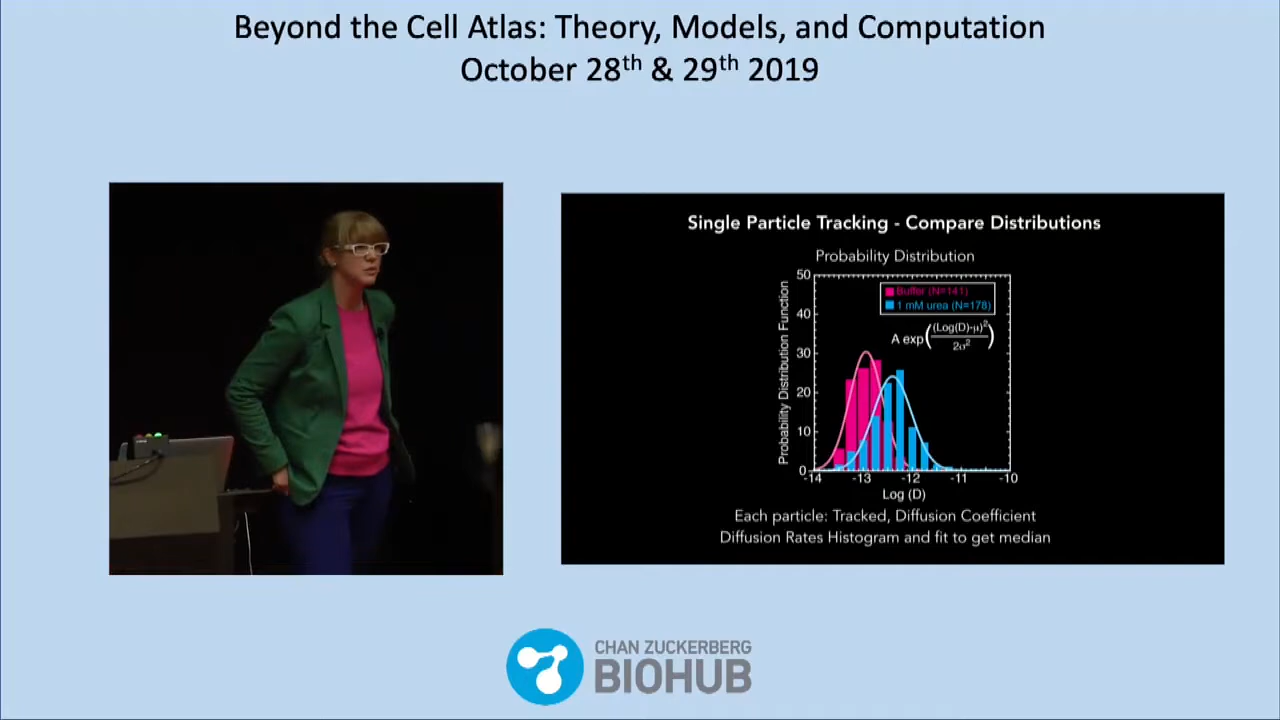 Beyond the Cell Atlas: Theory, Models, and Computation
October 28th & 29th 2019
Single Particle Tracking - Compare Distributions
Probability Distribution
Probability Distribution Function
50
40
30
20
10
0
Buffer (N=141)
1 mM urea (N=178)
A exp((Log(D)-μ)²/2σ²)
-14 -13 -12 -11 -10
Log (D)
Each particle: Tracked, Diffusion Coefficient
Diffusion Rates Histogram and fit to get median
CHAN ZUCKERBERG
BIOHUB